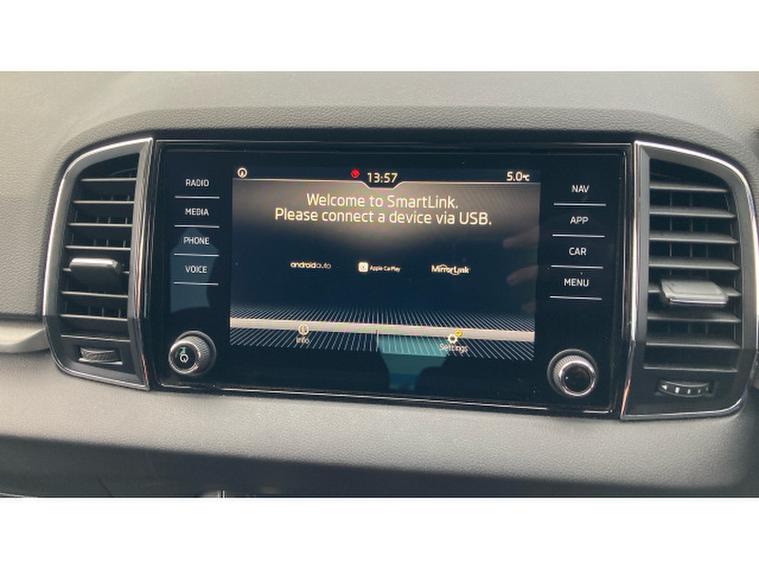 RADIO
MEDIA
PHONE
VOICE
13:57
5.0℃
Welcome to SmartLink.
Please connect a device via USB.
androidauto
Apple CarPlay
MirrorLink
Info
Settings
NAV
APP
CAR
MENU